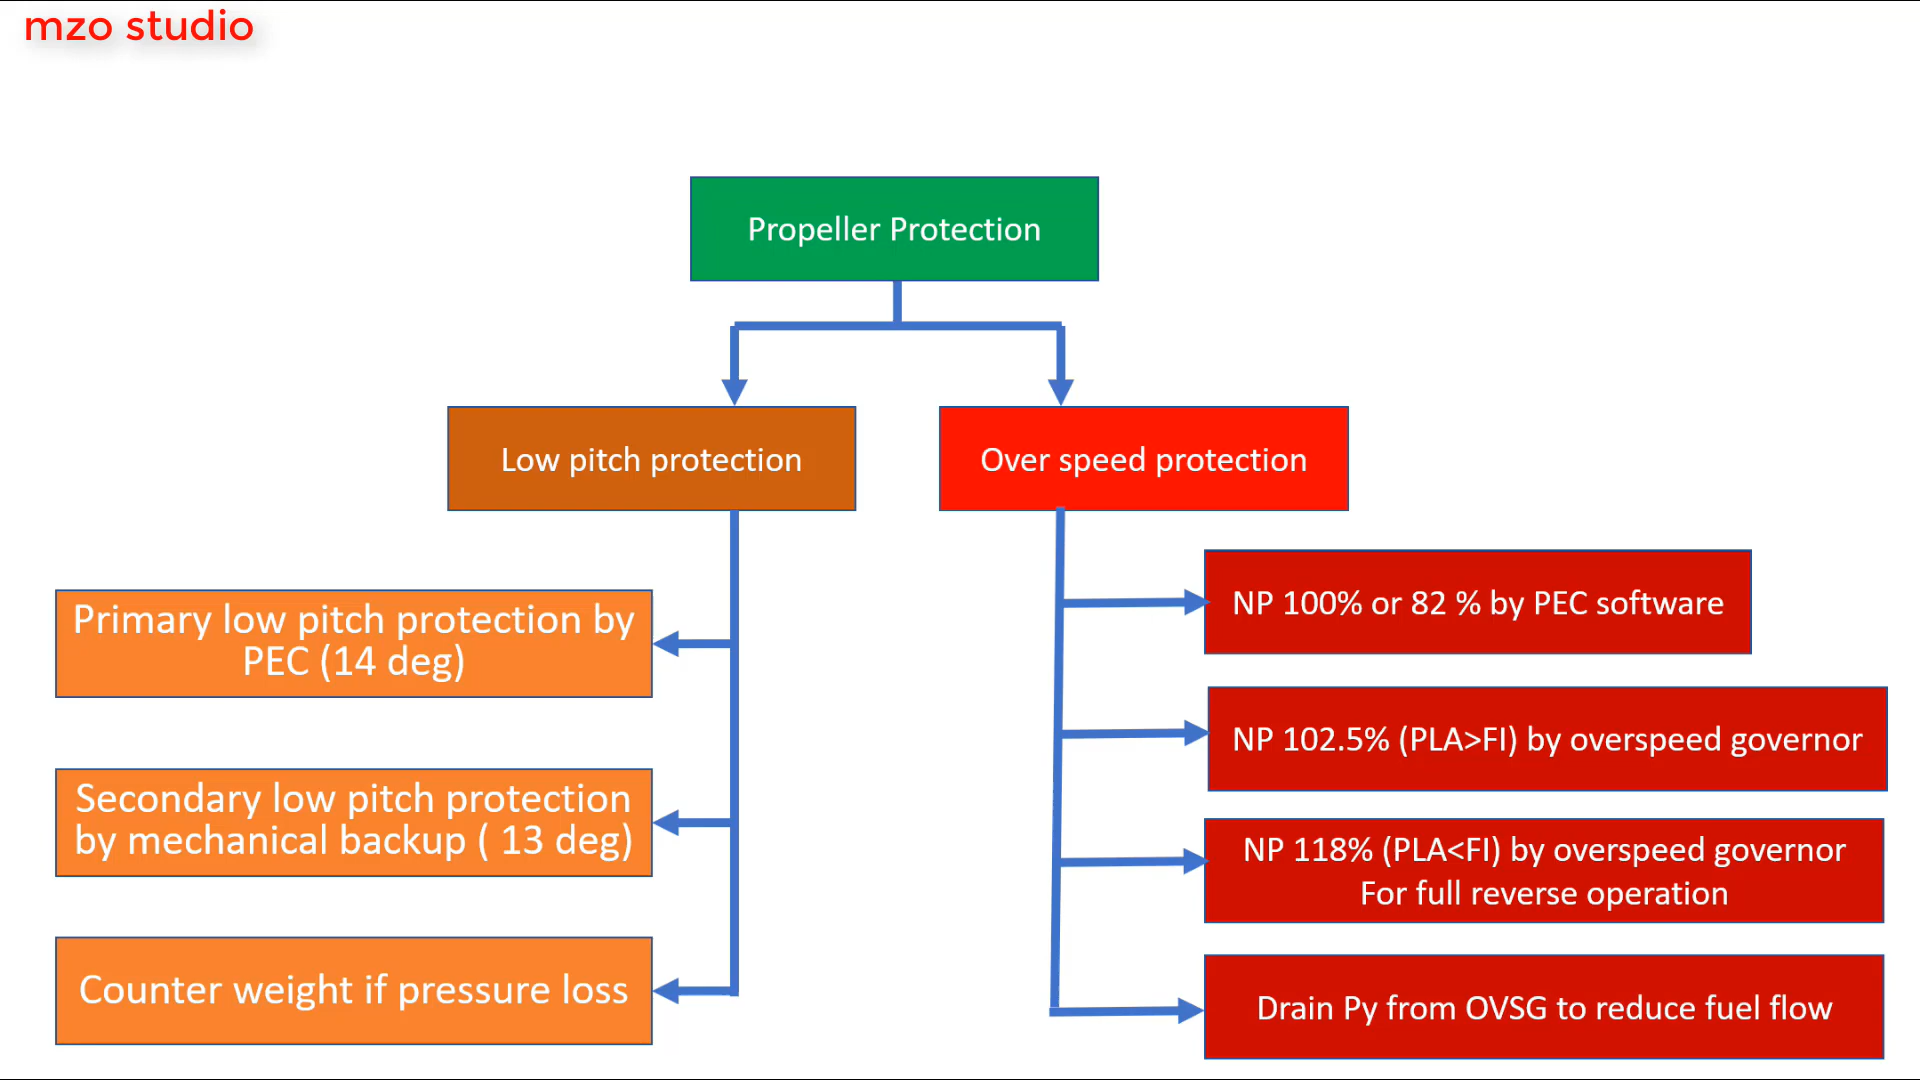 mzo studio
Propeller Protection
Low pitch protection
Over speed protection
Primary low pitch protection by
PEC (14 deg)
Secondary low pitch protection
by mechanical backup ( 13 deg)
Counter weight if pressure loss
NP 100% or 82 % by PEC software
NP 102.5% (PLA>FI) by overspeed governor
NP 118% (PLA<FI) by overspeed governor
For full reverse operation
Drain Py from OVSG to reduce fuel flow